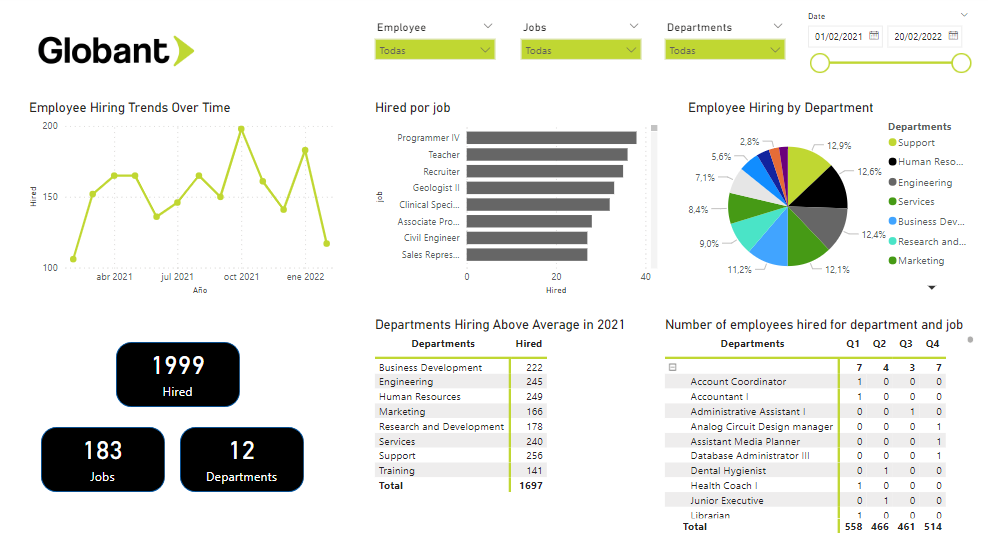 Globant
Employee
Todas
Jobs
Todas
Departments
Todas
Date
01/02/2021
20/02/2022
Employee Hiring Trends Over Time
200
150
100
Hired
abr 2021
jul 2021
oct 2021
ene 2022
Año
Hired por job
job
Programmer IV
Teacher
Recruiter
Geologist II
Clinical Speci...
Associate Pro...
Civil Engineer
Sales Repres...
0
20
40
Hired
Employee Hiring by Department
12,9%
12,6%
12,4%
12,1%
11,2%
9,0%
8,4%
7,1%
5,6%
2,8%
Departments
Support
Human Reso...
Engineering
Services
Business Dev...
Research and...
Marketing
1999
Hired
183
Jobs
12
Departments
Departments Hiring Above Average in 2021
Departments Hired
Business Development 222
Engineering 245
Human Resources 249
Marketing 166
Research and Development 178
Services 240
Support 256
Training 141
Total 1697
Number of employees hired for department and job
Departments Q1 Q2 Q3 Q4
7 4 3 7
Account Coordinator 1 0 0 0
Accountant I 1 0 0 0
Administrative Assistant I 0 0 1 0
Analog Circuit Design manager 0 0 0 1
Assistant Media Planner 0 0 0 1
Database Administrator III 0 0 0 1
Dental Hygienist 0 1 0 0
Health Coach I 1 0 0 0
Junior Executive 0 1 0 0
Librarian 1 0 0 0
Total 558 466 461 514